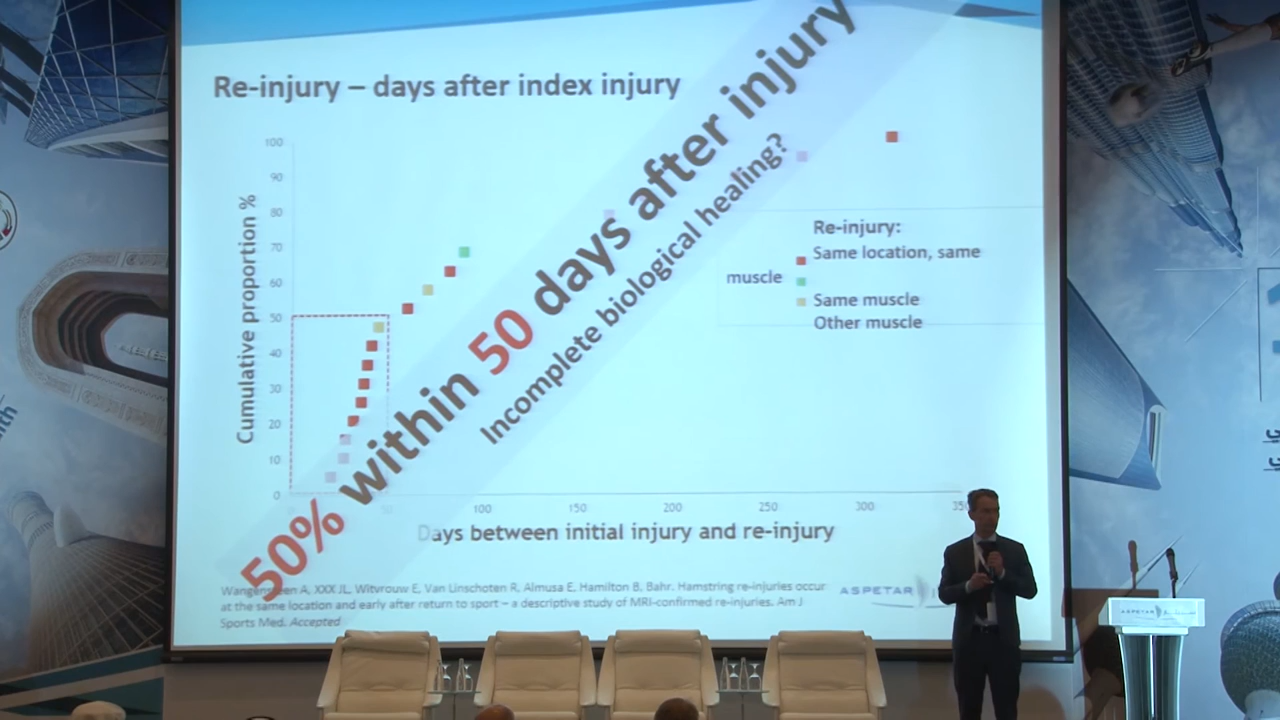 Re-injury – days after index injury
100
90
80
70
60
50
40
30
20
10
0
Cumulative proportion %
50% within 50 days after injury
Incomplete biological healing?
Re-injury:
Same location, same
muscle
Same muscle
Other muscle
100
150
200
250
300
350
Days between initial injury and re-injury
Wangensteen A, XXX JL, Witvrouw E, Van Linschoten R, Almusa E, Hamilton B, Bahr. Hamstring re-injuries occur
at the same location and early after return to sport – a descriptive study of MRI-confirmed re-injuries. Am J
Sports Med. Accepted
ASPETAR
ASPETAR